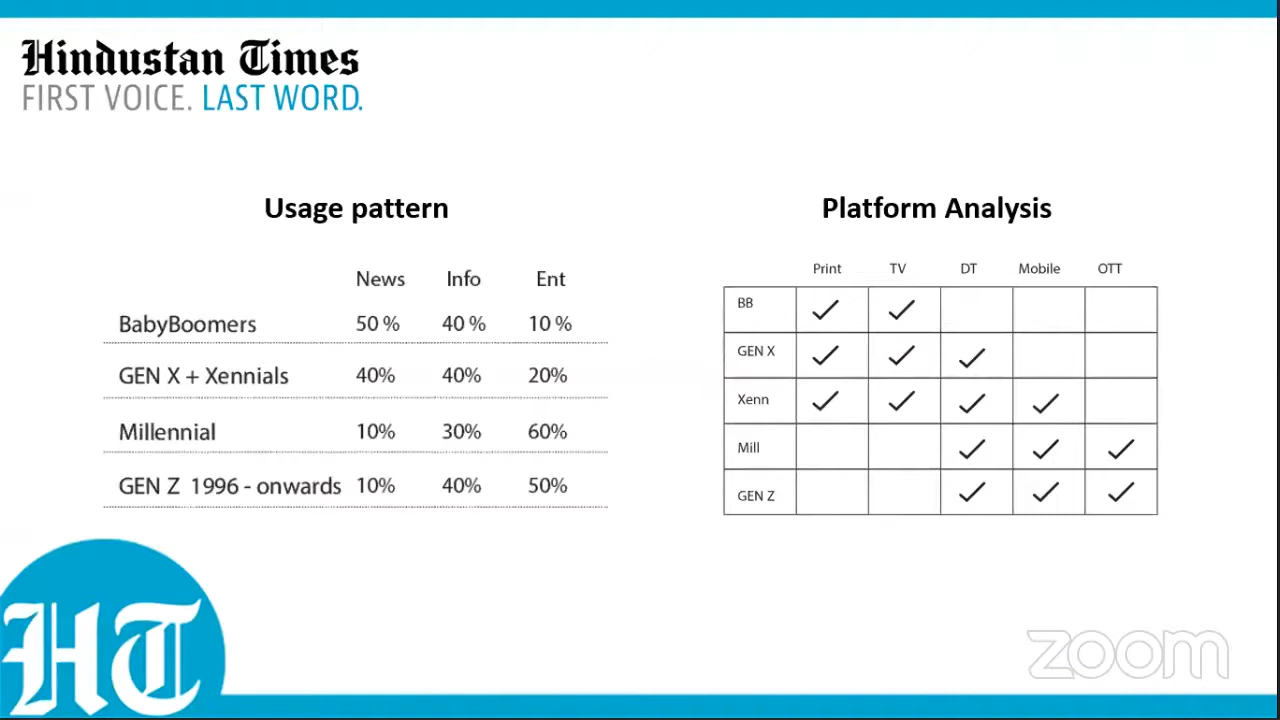 Hindustan Times
FIRST VOICE. LAST WORD.
Usage pattern
News Info Ent
BabyBoomers 50 % 40 % 10 %
GEN X + Xennials 40% 40% 20%
Millennial 10% 30% 60%
GEN Z 1996 - onwards 10% 40% 50%
Platform Analysis
Print TV DT Mobile OTT
BB ✓ ✓
GEN X ✓ ✓ ✓
Xenn ✓ ✓ ✓ ✓
Mill ✓ ✓ ✓
GEN Z ✓ ✓ ✓
HT
zoom